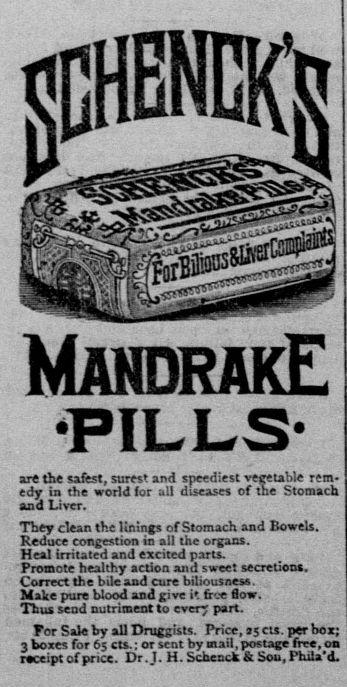 SCHENCK'S
SCHENCK'S
Mandrake Pills
For Bilious & Liver Complaints
MANDRAKE
•PILLS•
are the safest, surest and speediest vegetable rem-
edy in the world for all diseases of the Stomach
and Liver.
They clean the linings of Stomach and Bowels.
Reduce congestion in all the organs.
Heal irritated and excited parts.
Promote healthy action and sweet secretions.
Correct the bile and cure biliousness.
Make pure blood and give it free flow.
Thus send nutriment to every part.
For Sale by all Druggists. Price, 25 cts. per box;
3 boxes for 65 cts.; or sent by mail, postage free, on
receipt of price. Dr. J. H. Schenck & Son, Phila'd.